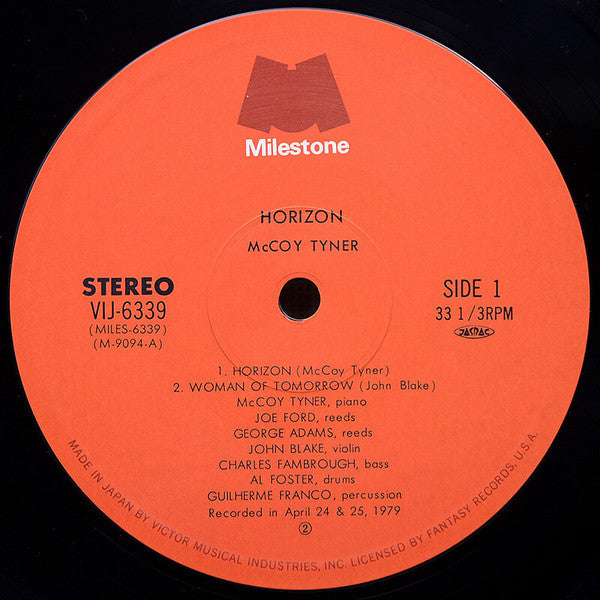 Milestone
HORIZON
McCOY TYNER
STEREO
VIJ-6339
(MILES-6339)
(M-9094-A)
SIDE 1
33 1/3RPM
JASRAC
1. HORIZON (McCoy Tyner)
2. WOMAN OF TOMORROW (John Blake)
McCOY TYNER, piano
JOE FORD, reeds
GEORGE ADAMS, reeds
JOHN BLAKE, violin
CHARLES FAMBROUGH, bass
AL FOSTER, drums
GUILHERME FRANCO, percussion
Recorded in April 24 & 25, 1979
②
MADE IN JAPAN BY VICTOR MUSICAL INDUSTRIES, INC. LICENSED BY FANTASY RECORDS, U.S.A.